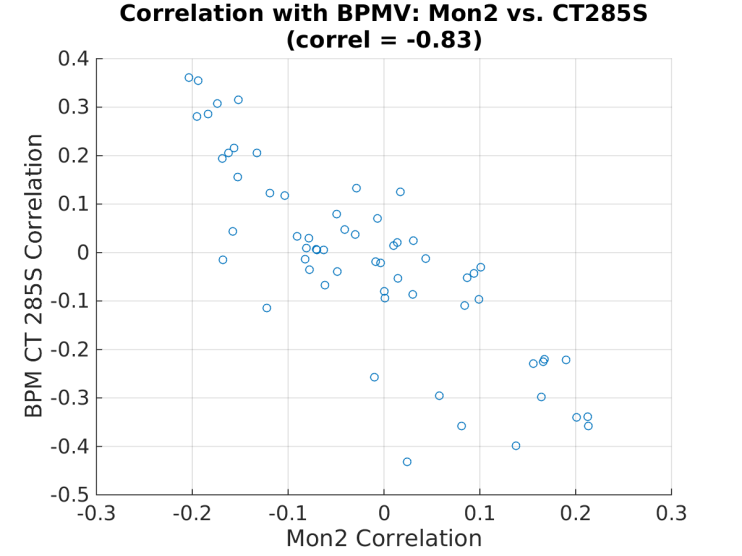 Correlation with BPMV: Mon2 vs. CT285S
(correl = -0.83)
0.4
0.3
0.2
0.1
0
-0.1
-0.2
-0.3
-0.4
-0.5
BPM CT 285S Correlation
-0.3 -0.2 -0.1 0 0.1 0.2 0.3
Mon2 Correlation